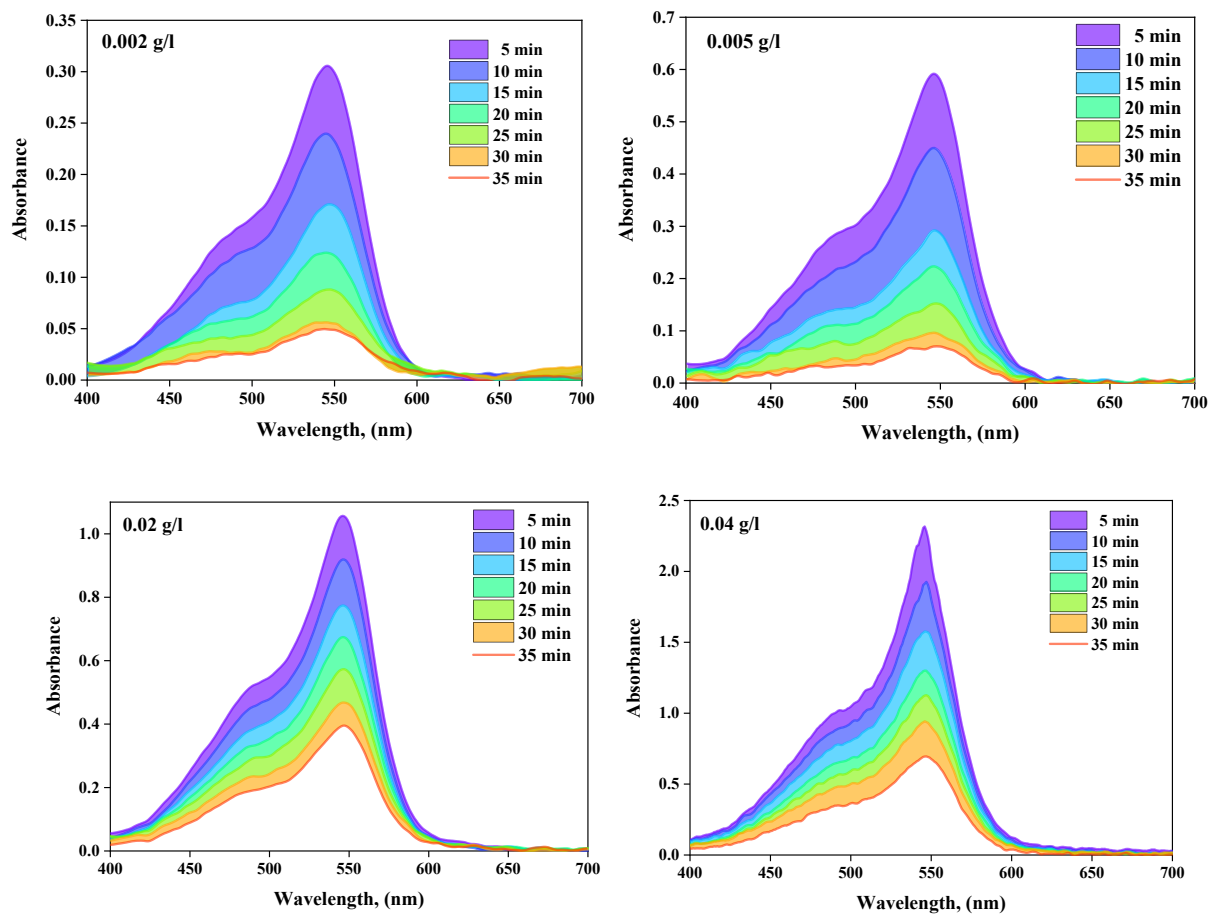 0.002 g/l
0.35
0.30
0.25
0.20
0.15
0.10
0.05
0.00
Absorbance
5 min
10 min
15 min
20 min
25 min
30 min
35 min
400 450 500 550 600 650 700
Wavelength, (nm)
0.005 g/l
0.7
0.6
0.5
0.4
0.3
0.2
0.1
0.0
Absorbance
5 min
10 min
15 min
20 min
25 min
30 min
35 min
400 450 500 550 600 650 700
Wavelength, (nm)
0.02 g/l
1.0
0.8
0.6
0.4
0.2
0.0
Absorbance
5 min
10 min
15 min
20 min
25 min
30 min
35 min
400 450 500 550 600 650 700
Wavelength, (nm)
0.04 g/l
2.5
2.0
1.5
1.0
0.5
0.0
Absorbance
5 min
10 min
15 min
20 min
25 min
30 min
35 min
400 450 500 550 600 650 700
Wavelength, (nm)